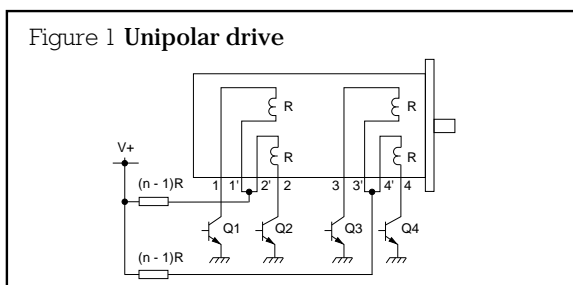 Figure 1 Unipolar drive
R
R
R
R
V+
(n - 1)R
1 1' 2' 2 3 3' 4' 4
Q1 Q2 Q3 Q4
(n - 1)R